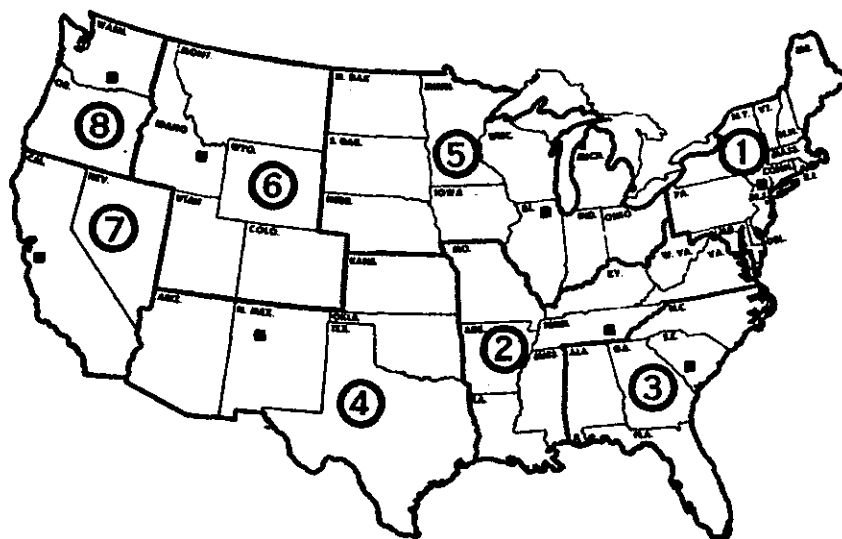 WASH.
MONT.
N. DAK
MINN.
ME.
OR.
8
IDAHO
WYO.
S. DAK.
5
WISC.
MICH.
N.Y.
VT.
N.H.
1
MASS.
CONN.
R.I.
CAL.
NEV.
6
UTAH
NEBR.
IOWA
PA.
7
COLO.
IND.
OHIO
DEL.
W. VA.
VA.
KANS.
MO.
KY.
ARIZ.
N. MEX.
OKLA.
TEX.
ARK.
TENN.
N.C.
2
MISS.
ALA.
GA.
S.C.
4
LA.
3
FLA.